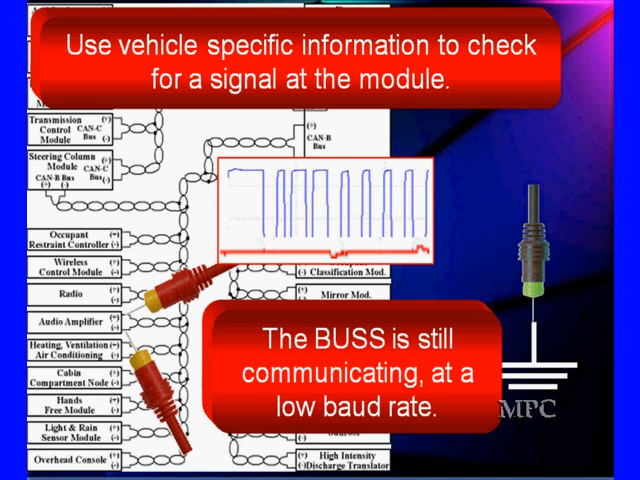 Use vehicle specific information to check
for a signal at the module.
Transmission
Control
Module
CAN-C
Bus
(+)
(-)
Steering Column
Module
CAN-C
Bus
(+)
(-)
CAN-B Bus
(+) (-)
(+)
CAN-B
Bus
Occupant (+)
Restraint Controller (-)
Wireless (+)
Control Module (-)
Radio (+)
(-)
Audio Amplifier (+)
(-)
Heating, Ventilation (+)
Air Conditioning (-)
Cabin (+)
Compartment Node (-)
Hands (+)
Free Module (-)
Light & Rain (+)
Sensor Module (-)
Overhead Console (+)
(-)
(-) Classification Mod.
(+) Mirror Mod.
The BUSS is still
communicating, at a
low baud rate.
MPC
(+) High Intensity
(-) Discharge Translator